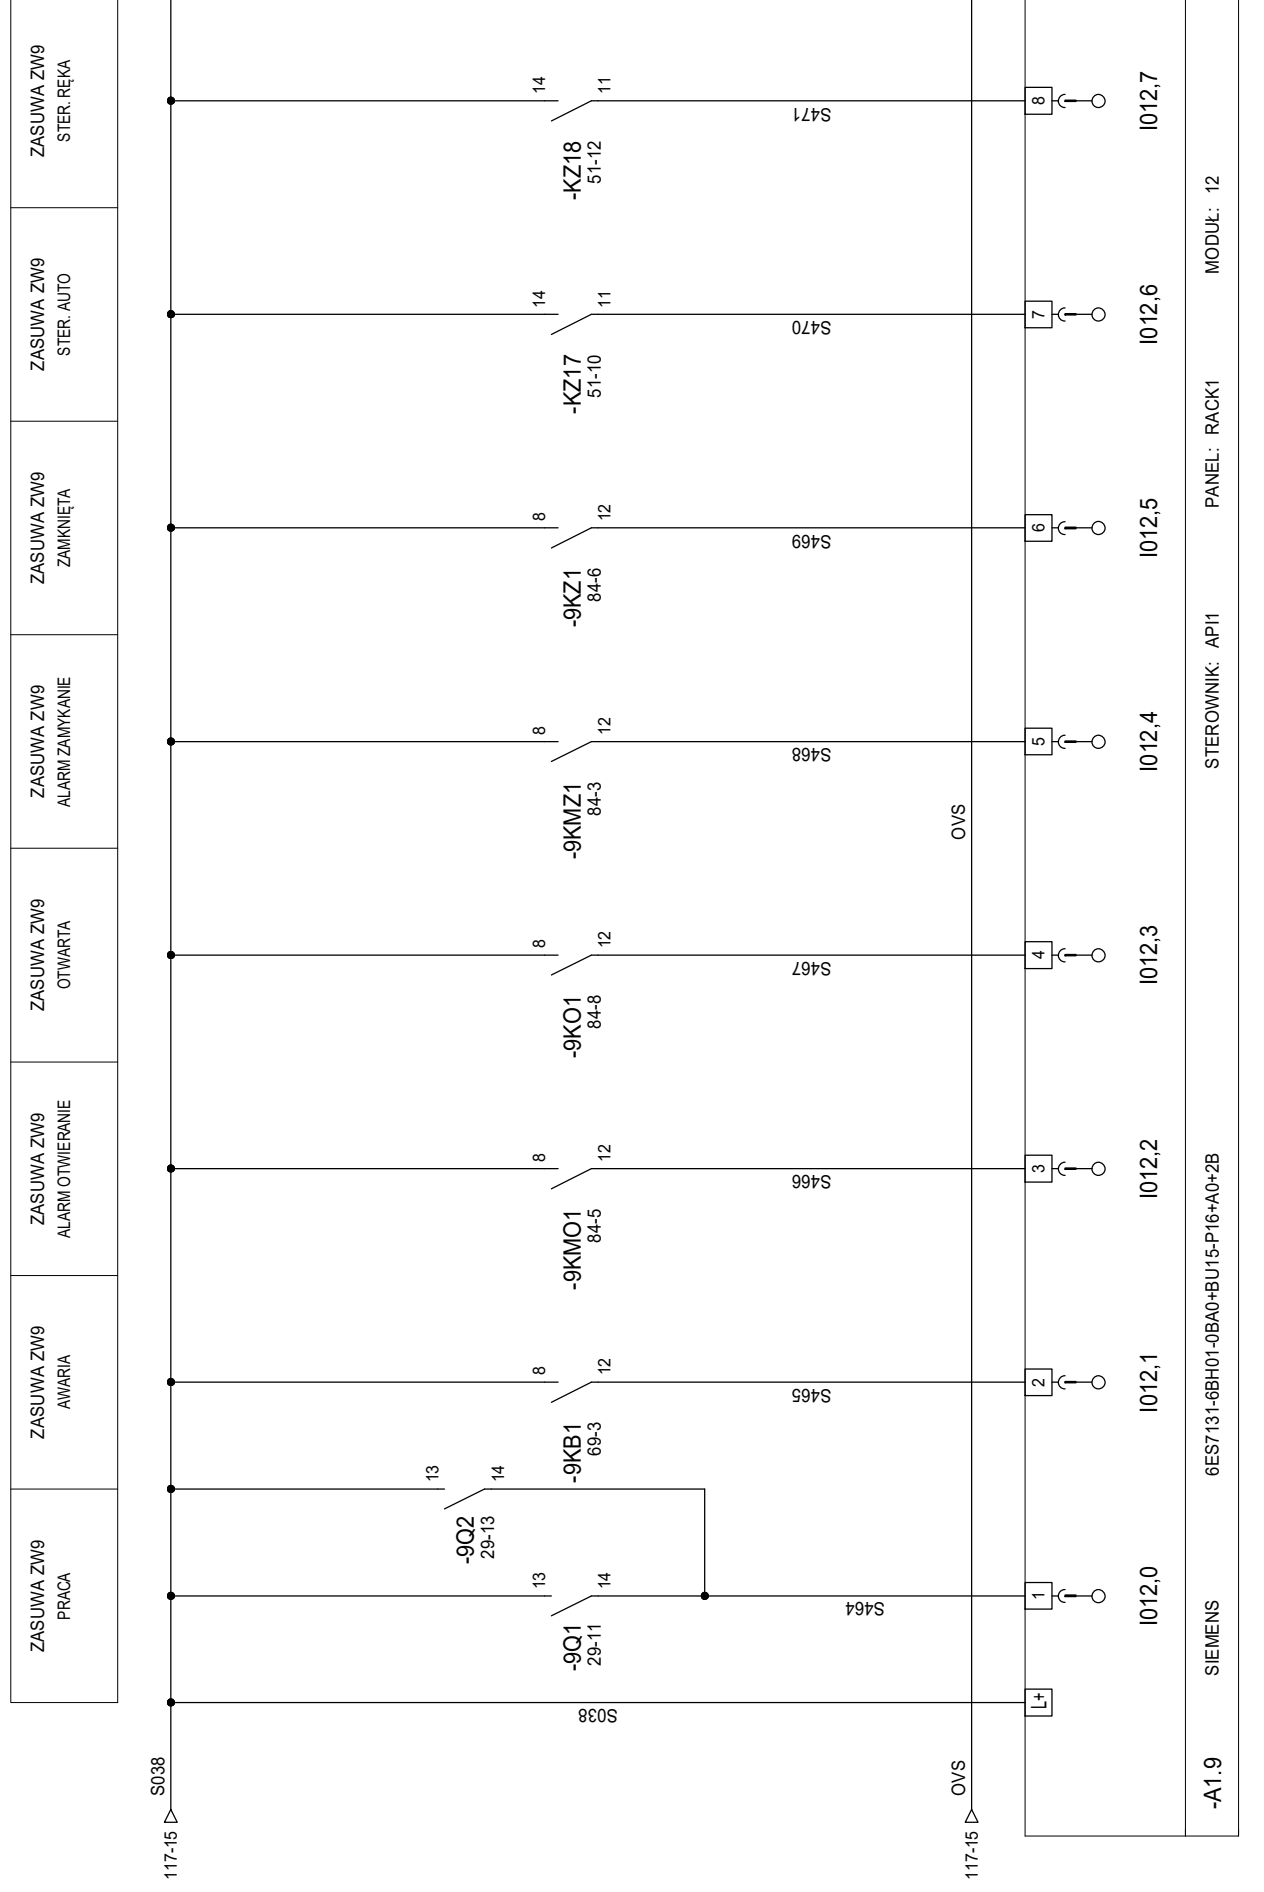 ZASUWA ZW9
PRACA
ZASUWA ZW9
AWARIA
ZASUWA ZW9
ALARM OTWIERANIE
ZASUWA ZW9
OTWARTA
ZASUWA ZW9
ALARM ZAMYKANIE
ZASUWA ZW9
ZAMKNIĘTA
ZASUWA ZW9
STER. AUTO
ZASUWA ZW9
STER. RĘKA
117-15
S038
S038
L+
13
14
-9Q1
29-11
S464
1
I012,0
13
14
-9Q2
29-13
8
12
-9KB1
69-3
S465
2
I012,1
8
12
-9KMO1
84-5
S466
3
I012,2
8
12
-9KO1
84-8
S467
4
I012,3
8
12
-9KMZ1
84-3
S468
5
I012,4
8
12
-9KZ1
84-6
S469
6
I012,5
14
11
-KZ17
51-10
S470
7
I012,6
14
11
-KZ18
51-12
S471
8
I012,7
117-15
OVS
OVS
-A1.9 SIEMENS 6ES7131-6BH01-0BA0+BU15-P16+A0+2B STEROWNIK: API1 PANEL: RACK1 MODUŁ: 12